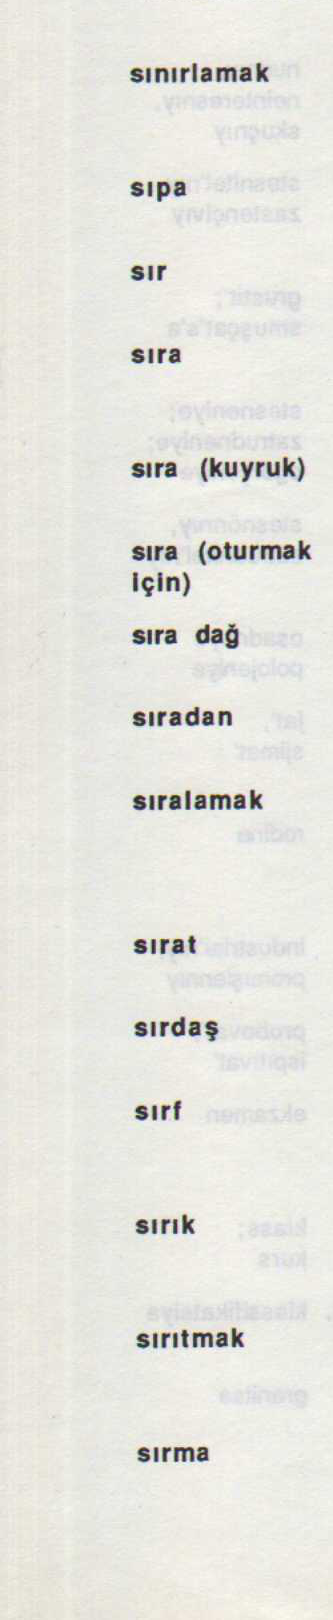 sınırlamak
sıpa
sır
sıra
sıra (kuyruk)
sıra (oturmak
için)
sıra dağ
sıradan
sıralamak
sırat
sırdaş
sırf
sırık
sırıtmak
sırma